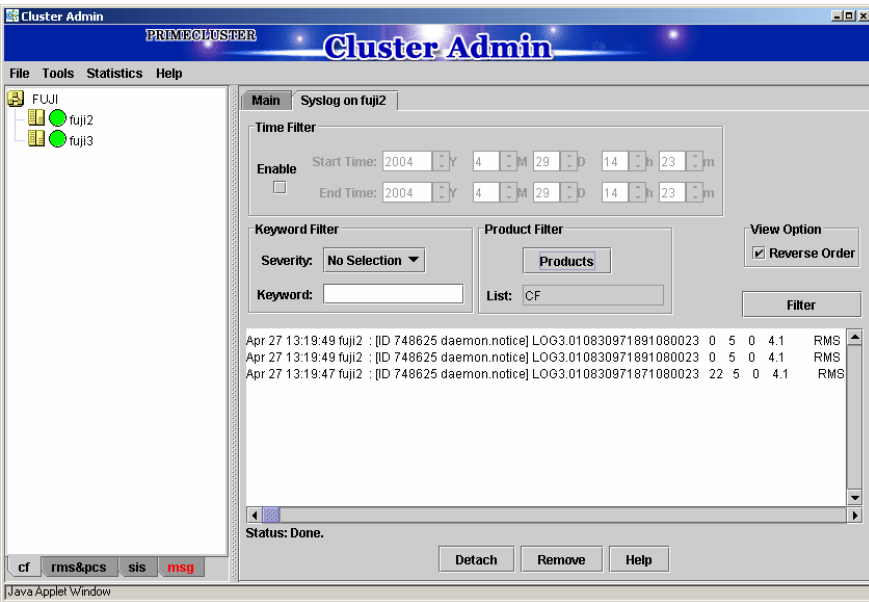 Cluster Admin
PRIMECLUSTER
Cluster Admin
File Tools Statistics Help
FUJI
fuji2
fuji3
Main Syslog on fuji2
Time Filter
Enable
Start Time: 2004 Y 4 M 29 D 14 h 23 m
End Time: 2004 Y 4 M 29 D 14 h 23 m
Keyword Filter
Severity: No Selection
Keyword:
Product Filter
Products
List: CF
View Option
Reverse Order
Filter
Apr 27 13:19:49 fuji2 : [ID 748625 daemon.notice] LOG3.010830971891080023 0 5 0 4.1 RMS
Apr 27 13:19:49 fuji2 : [ID 748625 daemon.notice] LOG3.010830971891080023 0 5 0 4.1 RMS
Apr 27 13:19:47 fuji2 : [ID 748625 daemon.notice] LOG3.010830971871080023 22 5 0 4.1 RMS
Status: Done.
Detach Remove Help
cf rms&pcs sis msg
Java Applet Window